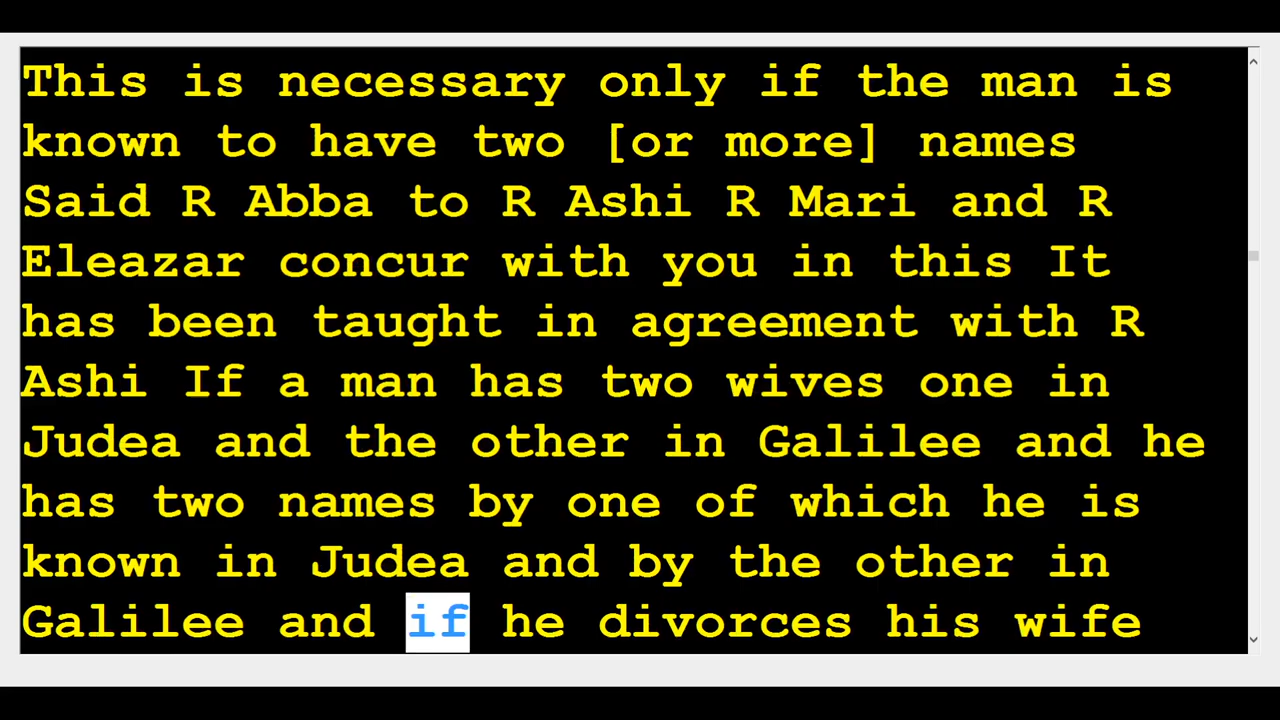 This is necessary only if the man is
known to have two [or more] names
Said R Abba to R Ashi R Mari and R
Eleazar concur with you in this It
has been taught in agreement with R
Ashi If a man has two wives one in
Judea and the other in Galilee and he
has two names by one of which he is
known in Judea and by the other in
Galilee and if he divorces his wife